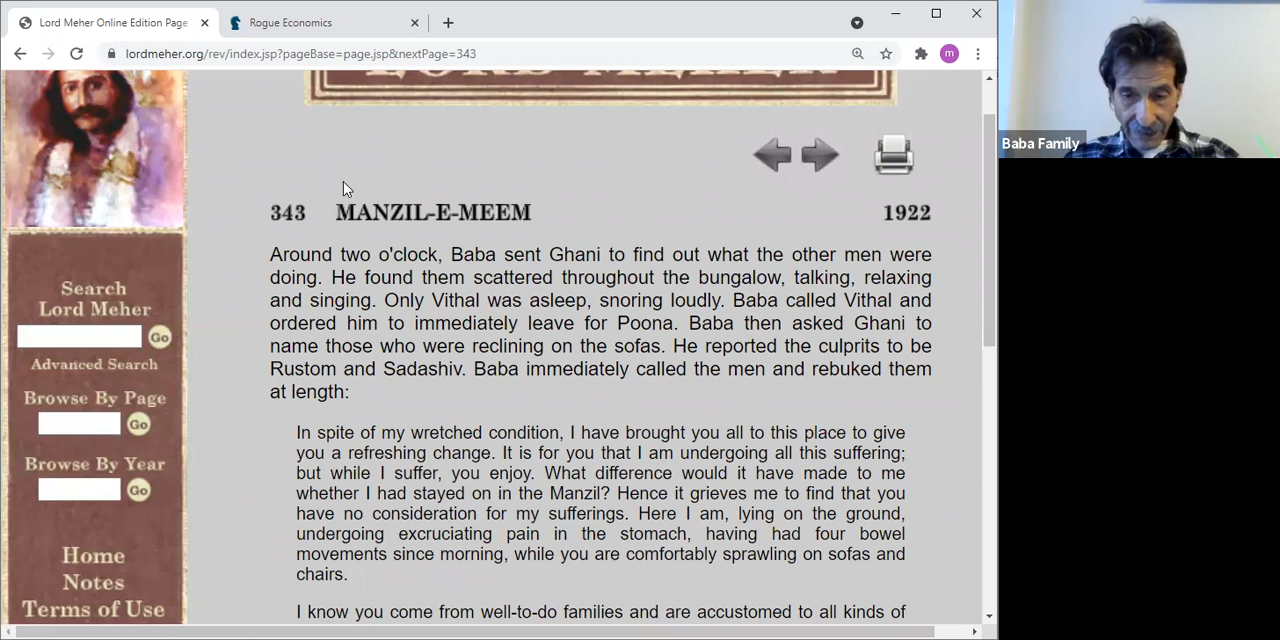 Lord Meher Online Edition Page
Rogue Economics
lordmeher.org/rev/index.jsp?pageBase=page.jsp&nextPage=343
m
Baba Family
LORD MEHER
343 MANZIL-E-MEEM 1922
Around two o'clock, Baba sent Ghani to find out what the other men were
doing. He found them scattered throughout the bungalow, talking, relaxing
and singing. Only Vithal was asleep, snoring loudly. Baba called Vithal and
ordered him to immediately leave for Poona. Baba then asked Ghani to
name those who were reclining on the sofas. He reported the culprits to be
Rustom and Sadashiv. Baba immediately called the men and rebuked them
at length:
In spite of my wretched condition, I have brought you all to this place to give
you a refreshing change. It is for you that I am undergoing all this suffering;
but while I suffer, you enjoy. What difference would it have made to me
whether I had stayed on in the Manzil? Hence it grieves me to find that you
have no consideration for my sufferings. Here I am, lying on the ground,
undergoing excruciating pain in the stomach, having had four bowel
movements since morning, while you are comfortably sprawling on sofas and
chairs.
I know you come from well-to-do families and are accustomed to all kinds of
Search
Lord Meher
Go
Advanced Search
Browse By Page
Go
Browse By Year
Go
Home
Notes
Terms of Use